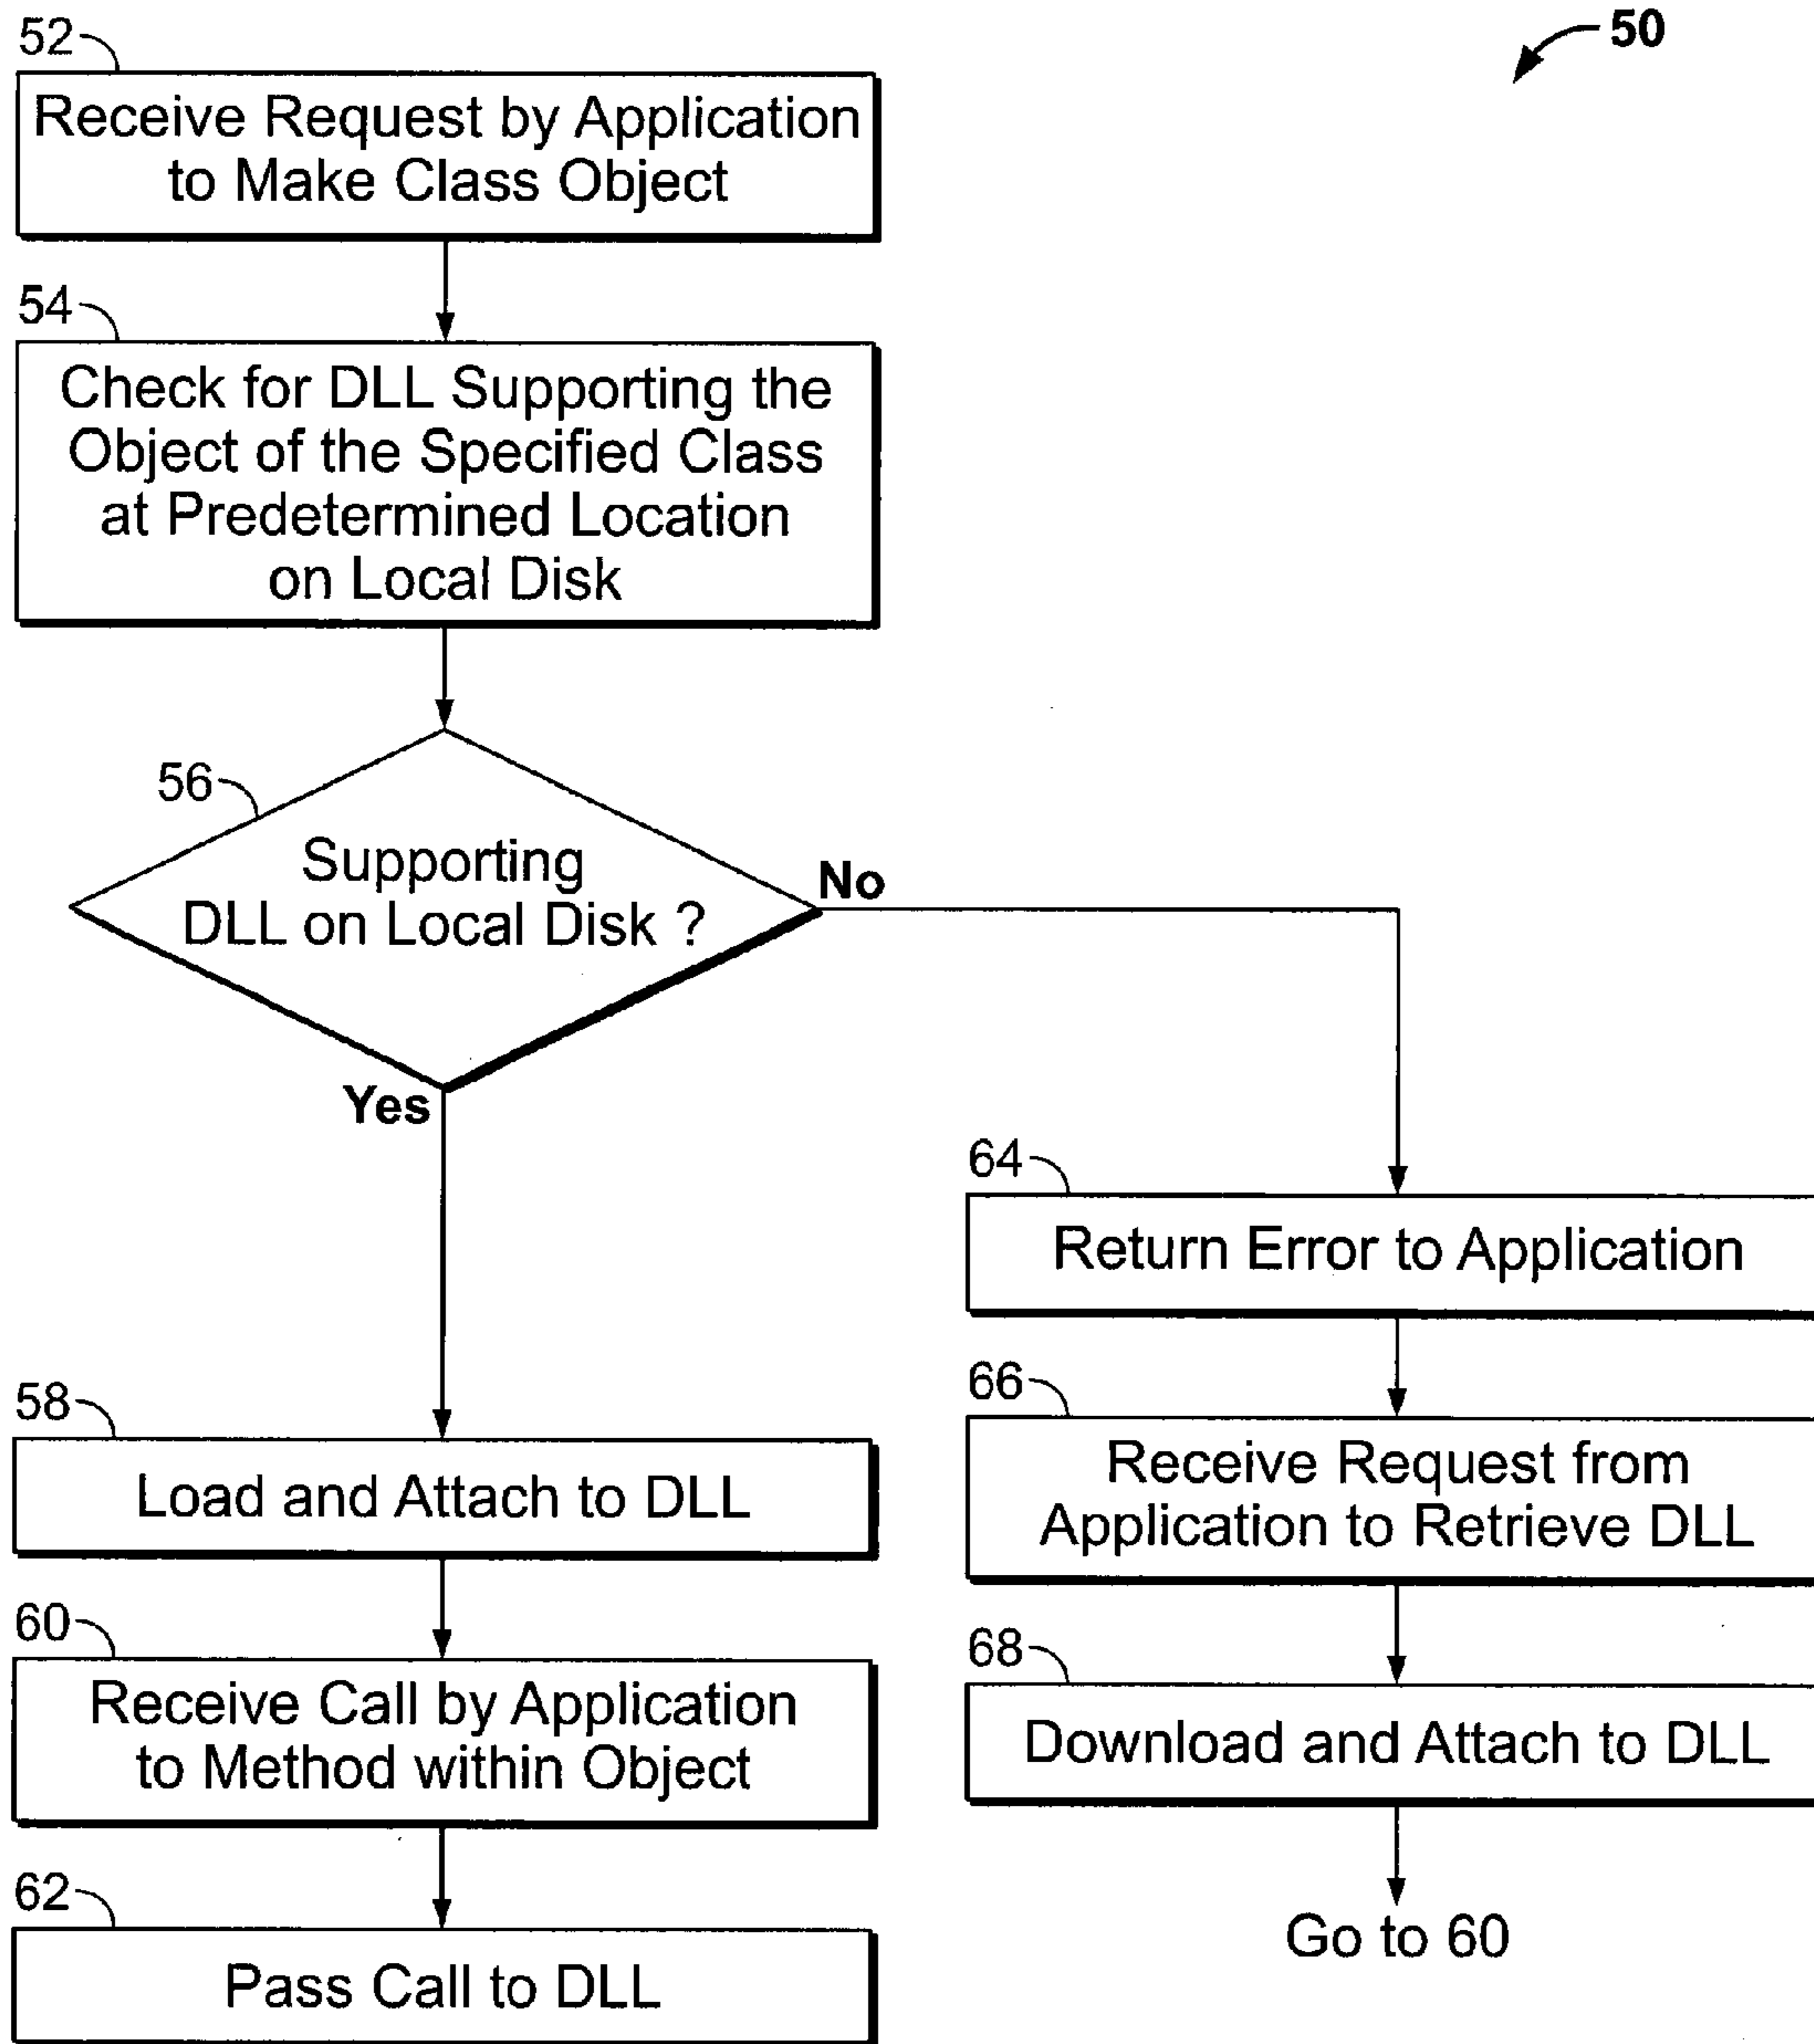 50
52
Receive Request by Application
to Make Class Object
54
Check for DLL Supporting the
Object of the Specified Class
at Predetermined Location
on Local Disk
56
Supporting
DLL on Local Disk ?
No
Yes
58
Load and Attach to DLL
60
Receive Call by Application
to Method within Object
62
Pass Call to DLL
64
Return Error to Application
66
Receive Request from
Application to Retrieve DLL
68
Download and Attach to DLL
Go to 60